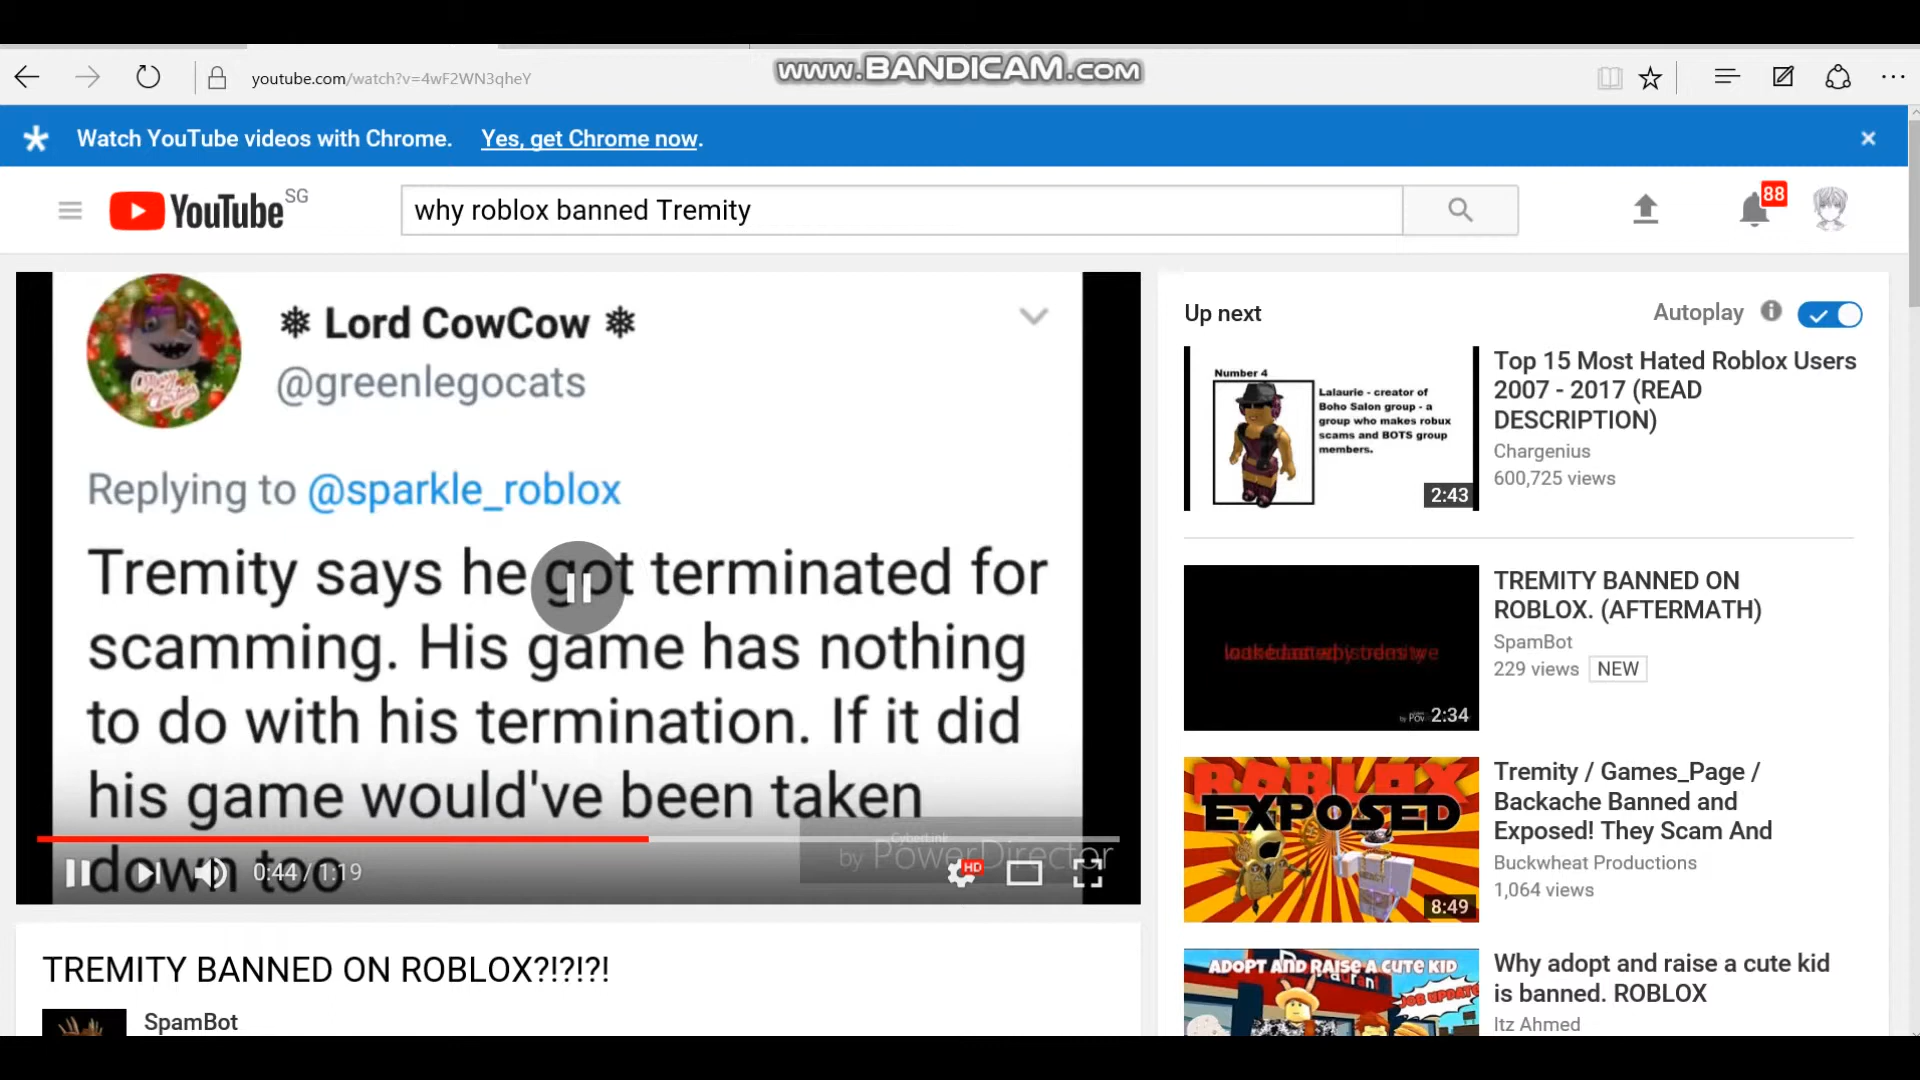 www.BANDICAM.com
youtube.com/watch?v=4wF2WN3qheY
Watch YouTube videos with Chrome. Yes, get Chrome now.
YouTube SG
why roblox banned Tremity
88
❄ Lord CowCow ❄
@greenlegocats
Replying to @sparkle_roblox
Tremity says he got terminated for
scamming. His game has nothing
to do with his termination. If it did
his game would've been taken
down too
0:44 / 1:19
by PowerDirector
HD
TREMITY BANNED ON ROBLOX?!?!?!
SpamBot
Up next
Autoplay
Number 4
Lalaurie - creator of
Boho Salon group - a
group who makes robux
scams and BOTS group
members.
2:43
Top 15 Most Hated Roblox Users
2007 - 2017 (READ
DESCRIPTION)
Chargenius
600,725 views
2:34
TREMITY BANNED ON
ROBLOX. (AFTERMATH)
SpamBot
229 views NEW
ROBLOX
EXPOSED
8:49
Tremity / Games_Page /
Backache Banned and
Exposed! They Scam And
Buckwheat Productions
1,064 views
ADOPT AND RAISE A CUTE KID
JOB UPDATE
Why adopt and raise a cute kid
is banned. ROBLOX
Itz Ahmed